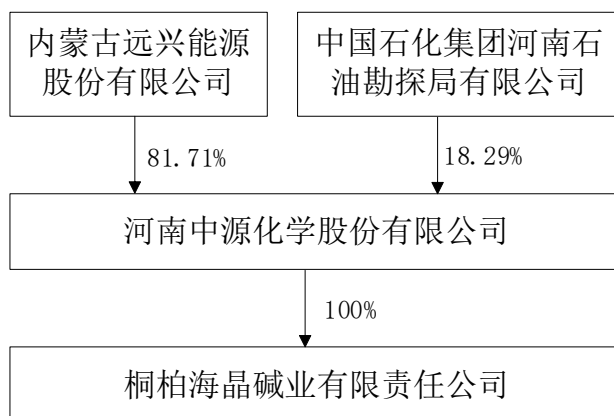 内蒙古远兴能源
股份有限公司
中国石化集团河南石
油勘探局有限公司
81.71%
18.29%
河南中源化学股份有限公司
100%
桐柏海晶碱业有限责任公司